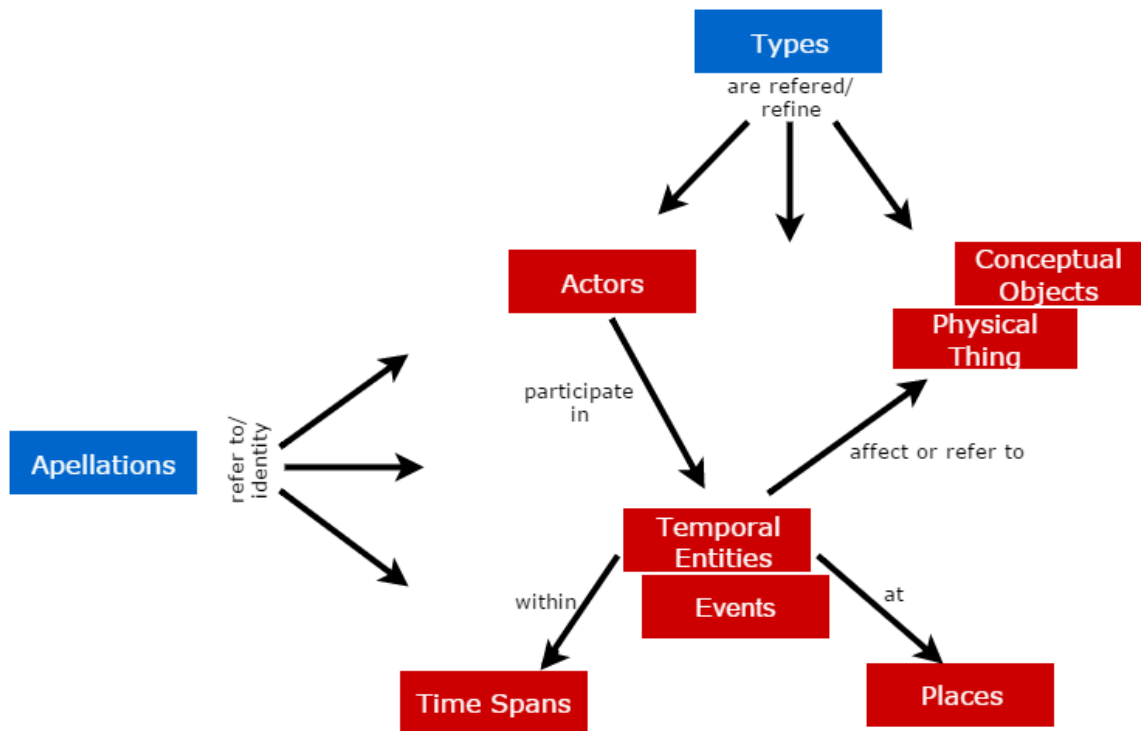 Types
are refered/
refine
Actors
Conceptual
Objects
Physical
Thing
participate
in
Apellations
refer to/
identity
affect or refer to
Temporal
Entities
Events
within
at
Time Spans
Places